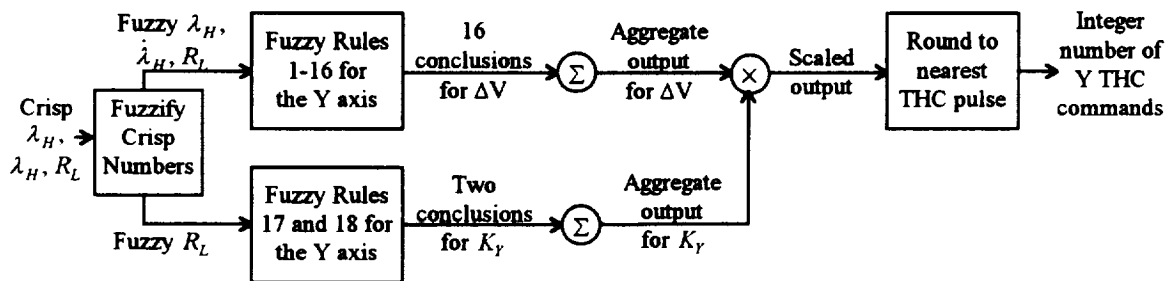 Crisp
λ_H,
λ_H, R_L
Fuzzify
Crisp
Numbers
Fuzzy λ_H,
λ̇_H, R_L
Fuzzy Rules
1-16 for
the Y axis
16
conclusions
for ΔV
Σ
Aggregate
output
for ΔV
×
Scaled
output
Round to
nearest
THC pulse
Integer
number of
Y THC
commands
Fuzzy R_L
Fuzzy Rules
17 and 18 for
the Y axis
Two
conclusions
for K_Y
Σ
Aggregate
output
for K_Y